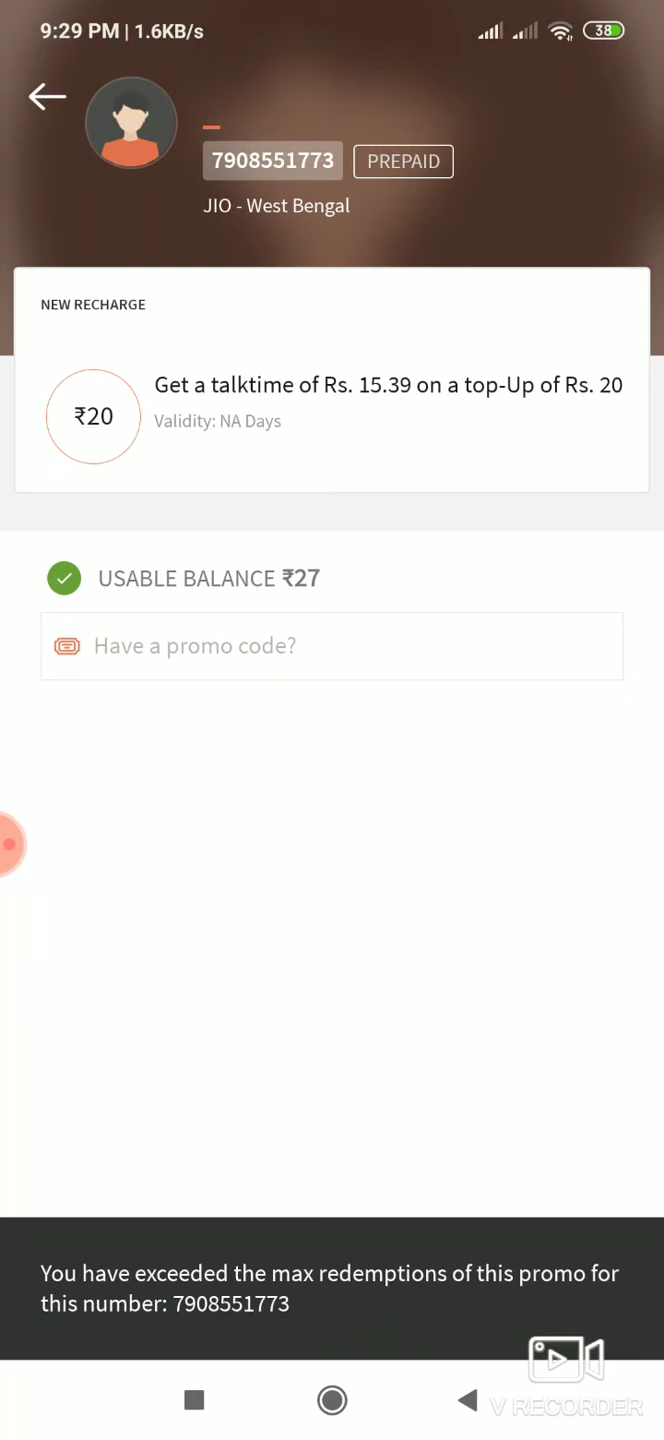 9:29 PM | 1.6KB/s
38
7908551773 PREPAID
JIO - West Bengal
NEW RECHARGE
₹20
Get a talktime of Rs. 15.39 on a top-Up of Rs. 20
Validity: NA Days
USABLE BALANCE ₹27
Have a promo code?
You have exceeded the max redemptions of this promo for
this number: 7908551773
V RECORDER